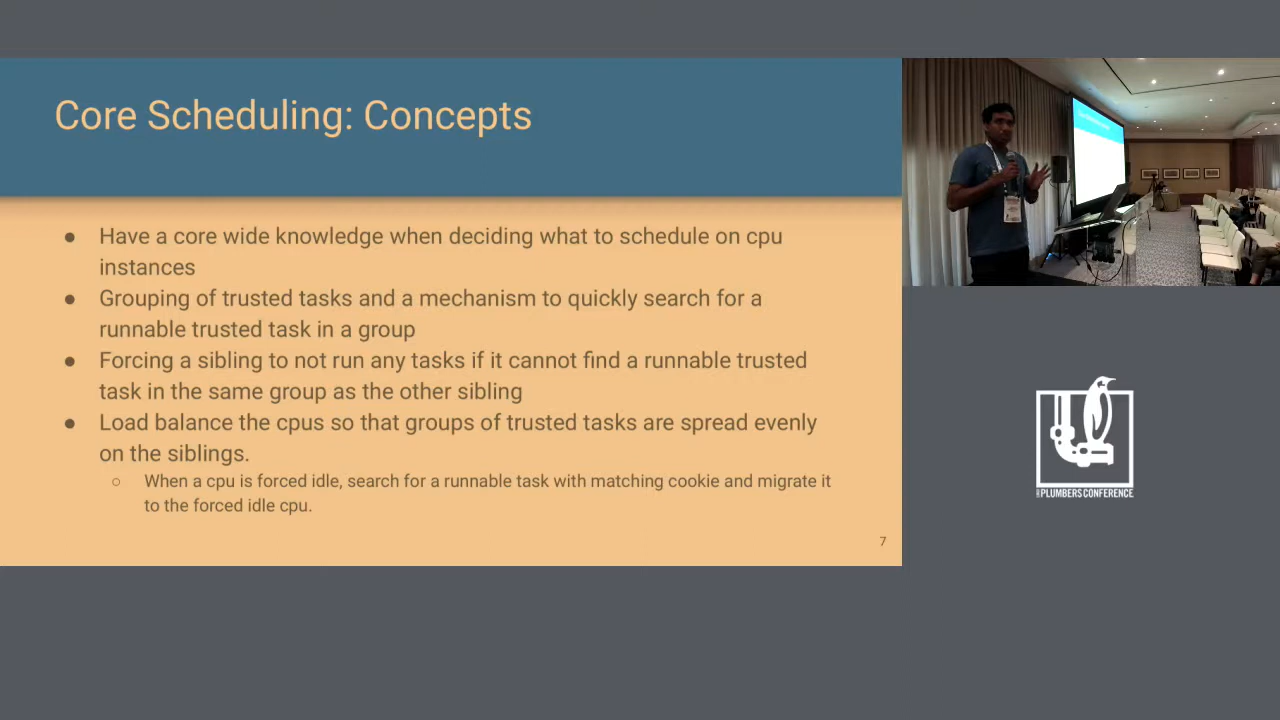 Core Scheduling: Concepts
● Have a core wide knowledge when deciding what to schedule on cpu
instances
● Grouping of trusted tasks and a mechanism to quickly search for a
runnable trusted task in a group
● Forcing a sibling to not run any tasks if it cannot find a runnable trusted
task in the same group as the other sibling
● Load balance the cpus so that groups of trusted tasks are spread evenly
on the siblings.
○ When a cpu is forced idle, search for a runnable task with matching cookie and migrate it
to the forced idle cpu.
7
PLUMBERS CONFERENCE